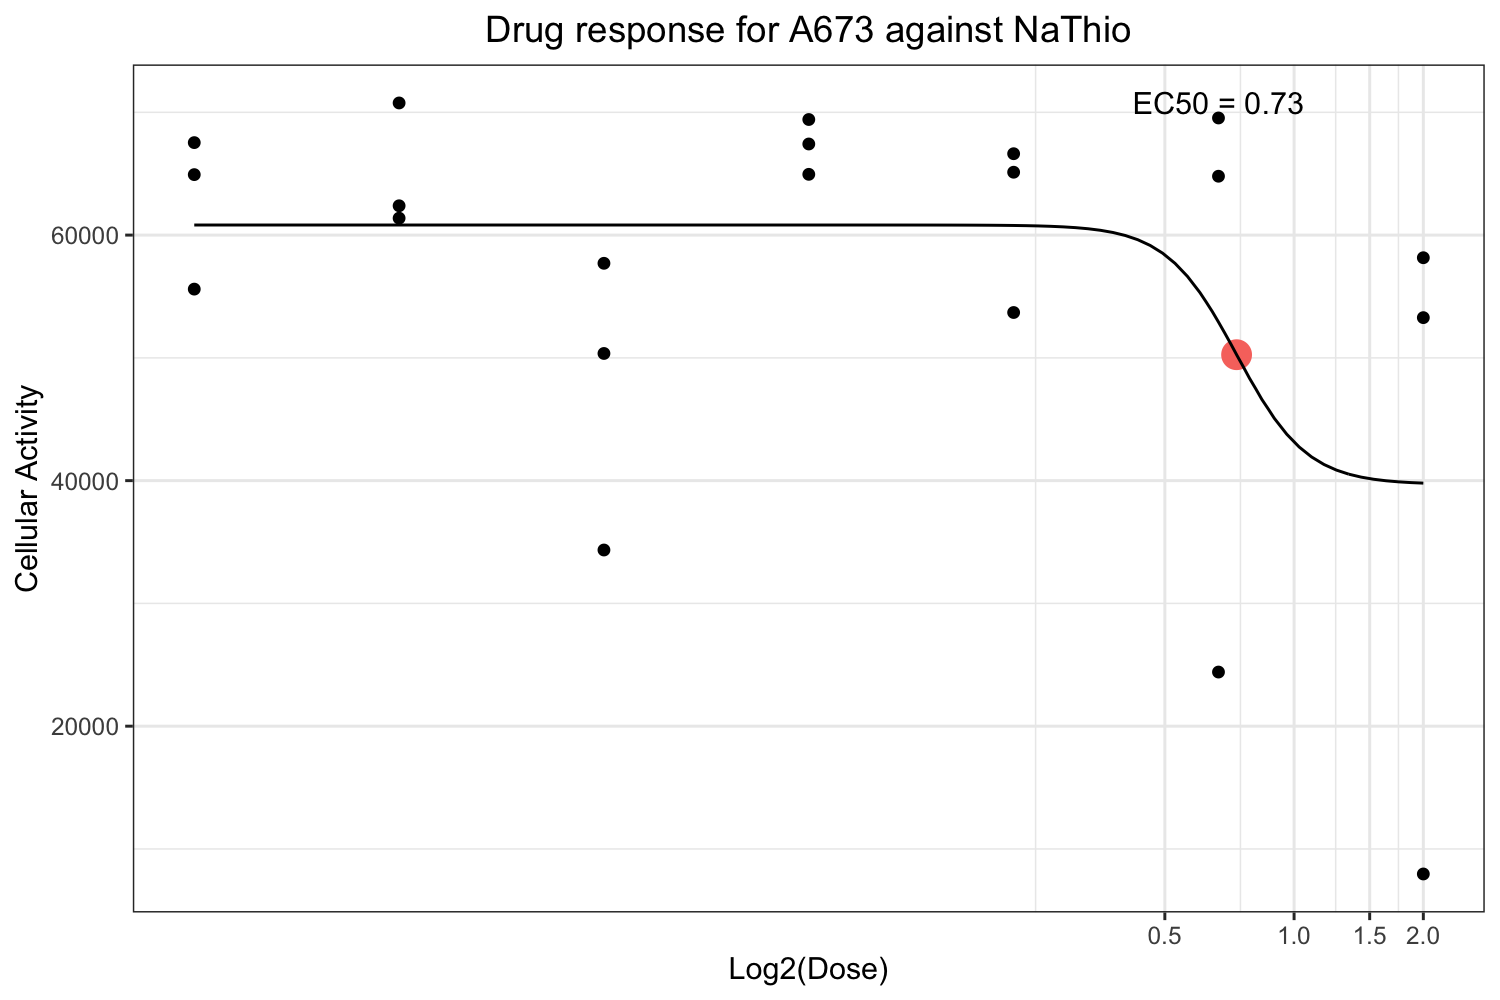 Drug response for A673 against NaThio
EC50 = 0.73
60000
40000
20000
Cellular Activity
0.5 1.0 1.5 2.0
Log2(Dose)